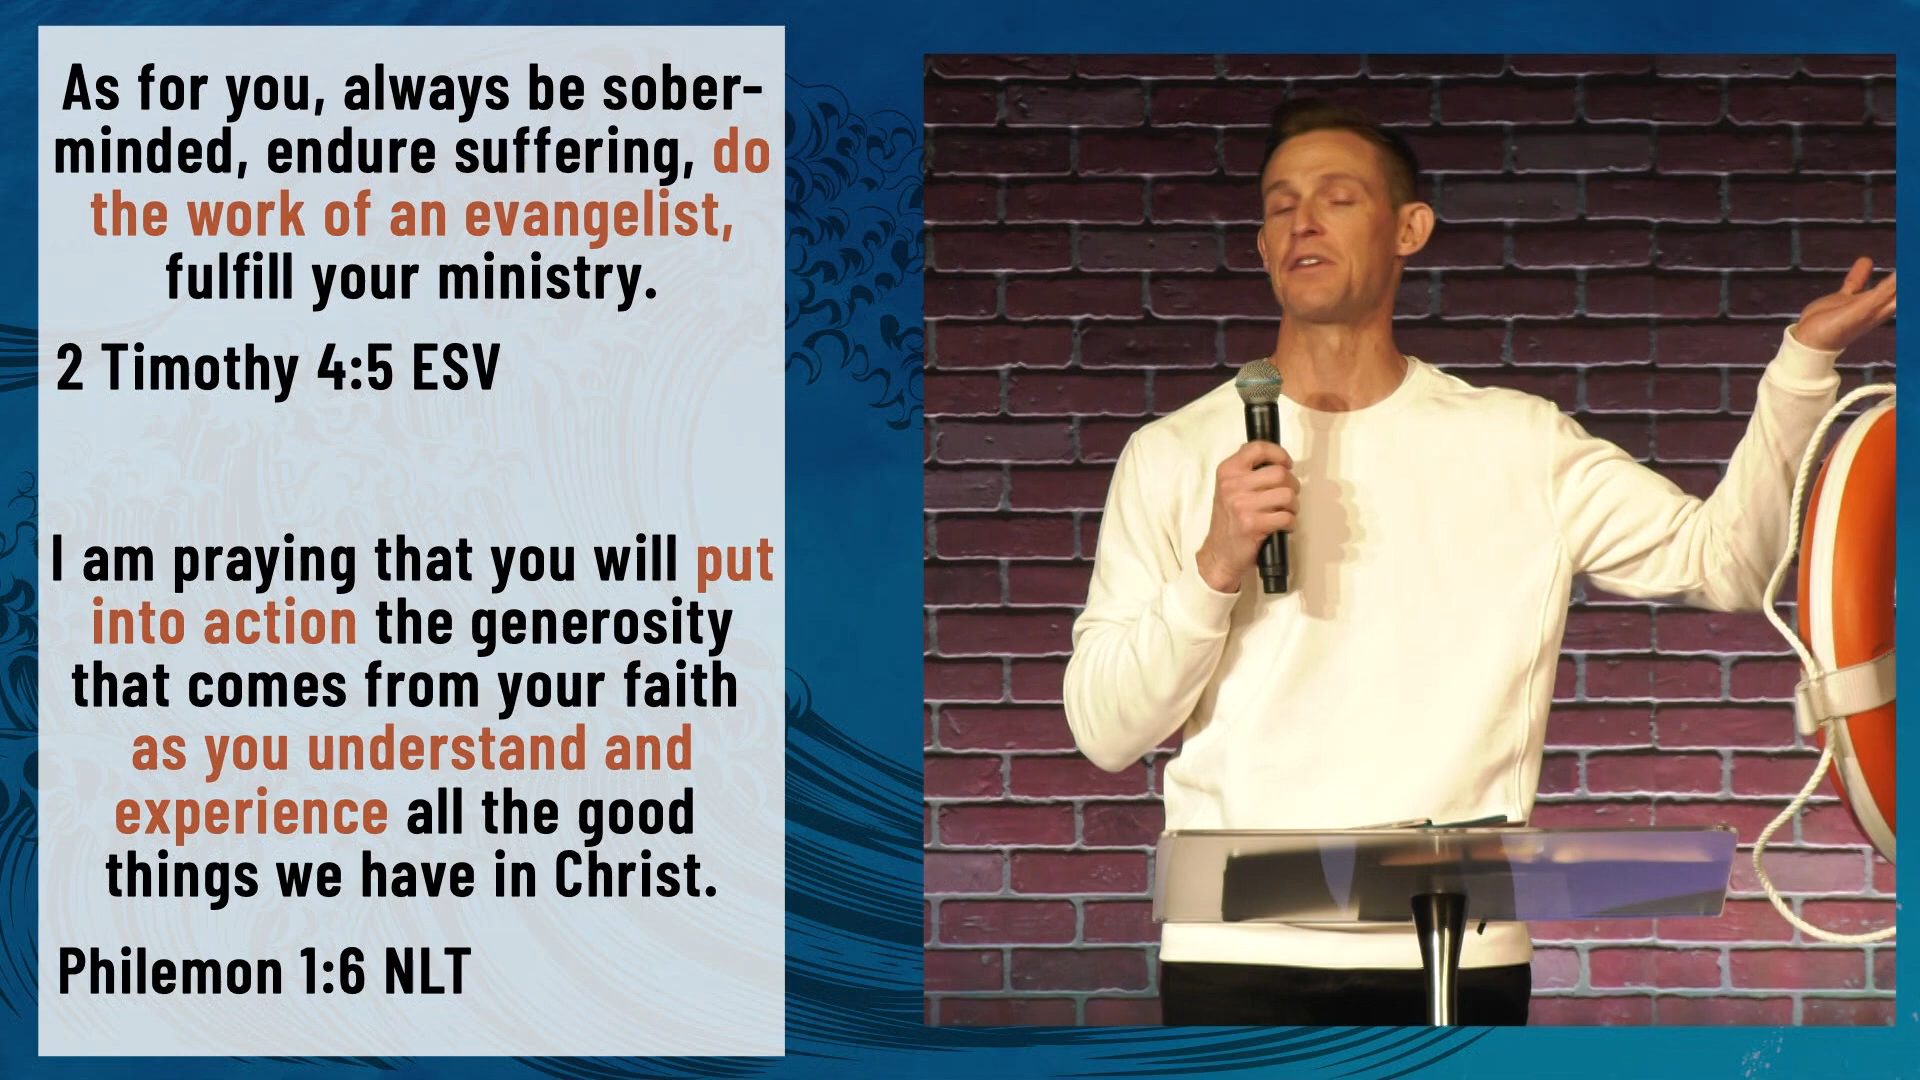 As for you, always be sober-
minded, endure suffering, do
the work of an evangelist,
fulfill your ministry.
2 Timothy 4:5 ESV
I am praying that you will put
into action the generosity
that comes from your faith
as you understand and
experience all the good
things we have in Christ.
Philemon 1:6 NLT